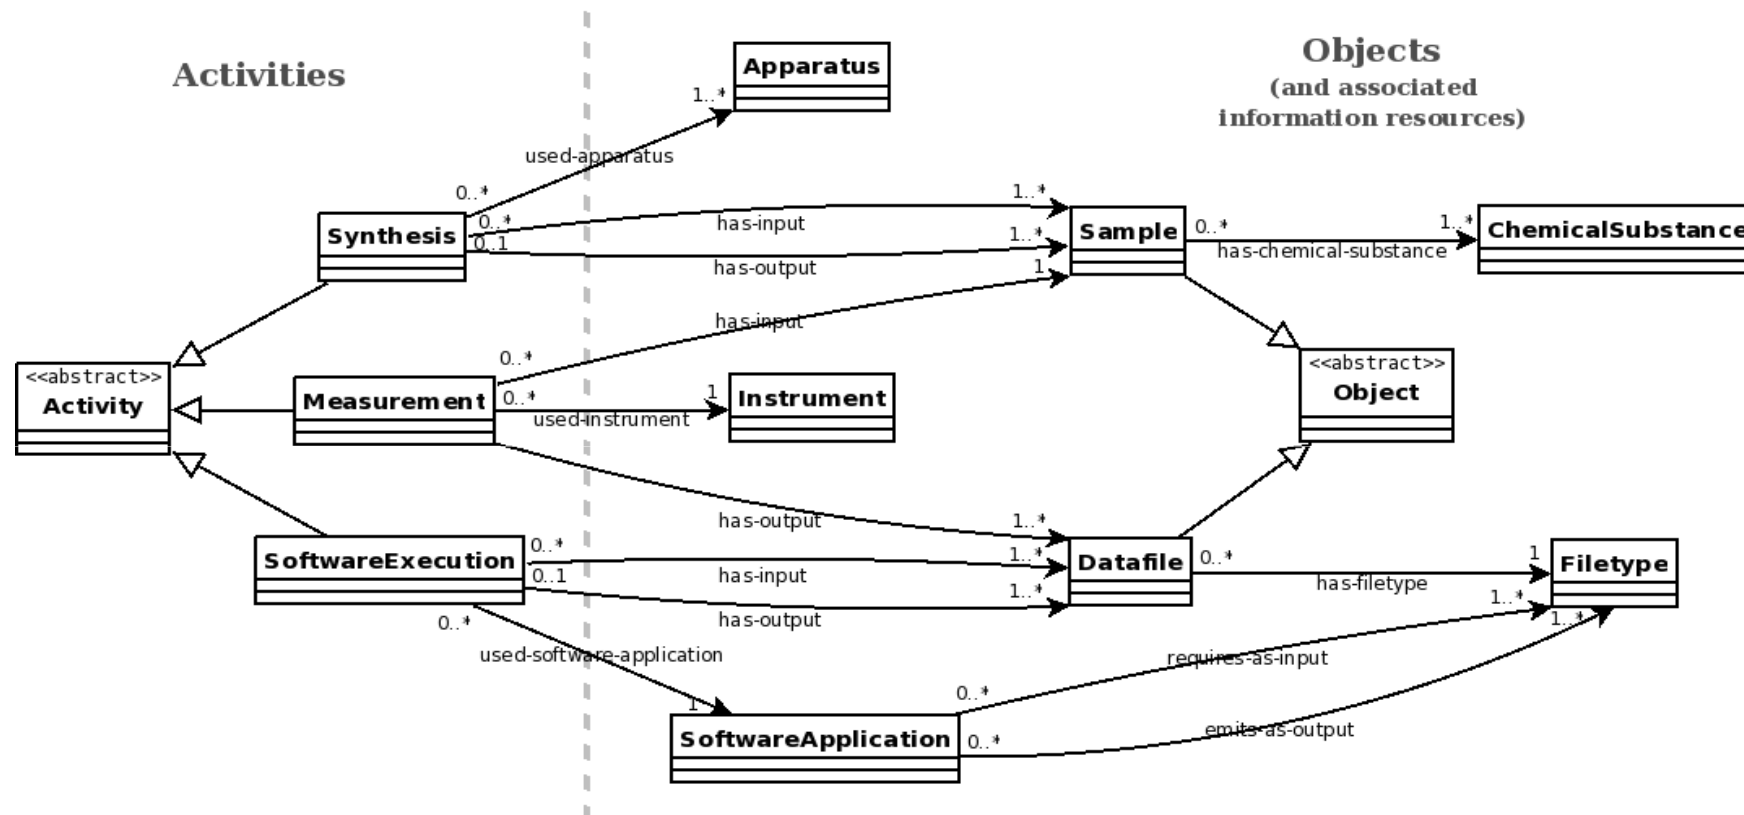 Activities
Objects
(and associated
information resources)
Apparatus
1..*
used-apparatus
0..*
Synthesis
0..*
has-input
1..*
0..1
has-output
1..*
Sample
0..*
has-chemical-substance
1..*
ChemicalSubstance
1
has-input
0..*
<<abstract>>
Activity
Measurement
0..*
used-instrument
1
Instrument
<<abstract>>
Object
has-output
1..*
SoftwareExecution
0..*
has-input
1..*
0..1
has-output
1..*
Datafile
0..*
has-filetype
1
Filetype
0..*
used-software-application
1
SoftwareApplication
0..*
requires-as-input
1..*
0..*
emits-as-output
1..*